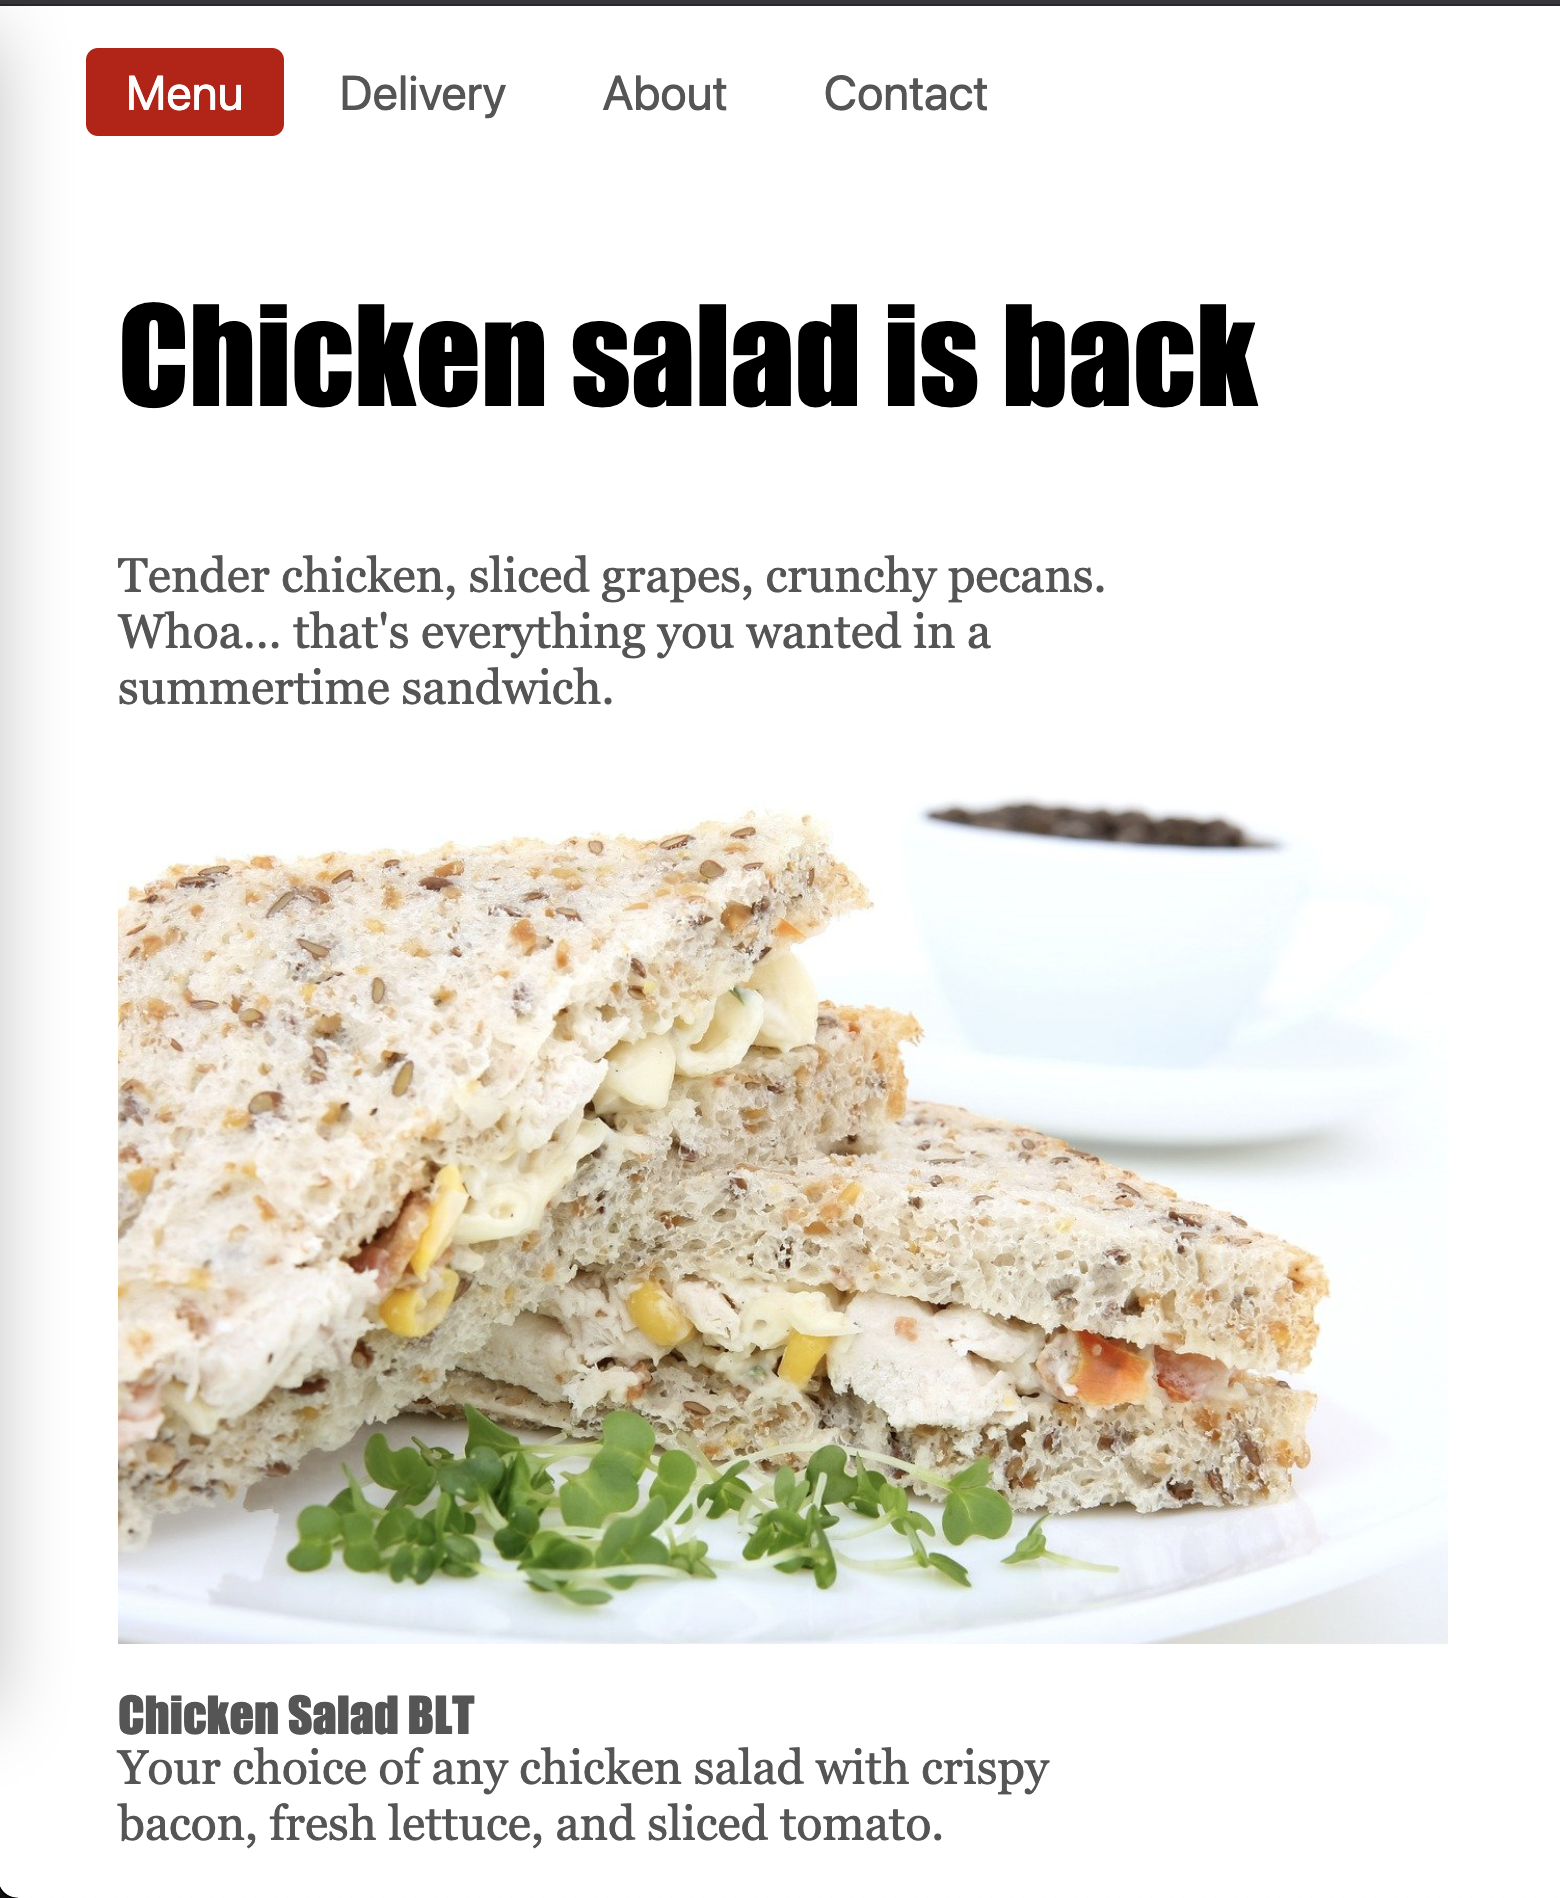 Menu Delivery About Contact
Chicken salad is back
Tender chicken, sliced grapes, crunchy pecans.
Whoa... that's everything you wanted in a
summertime sandwich.
Chicken Salad BLT
Your choice of any chicken salad with crispy
bacon, fresh lettuce, and sliced tomato.